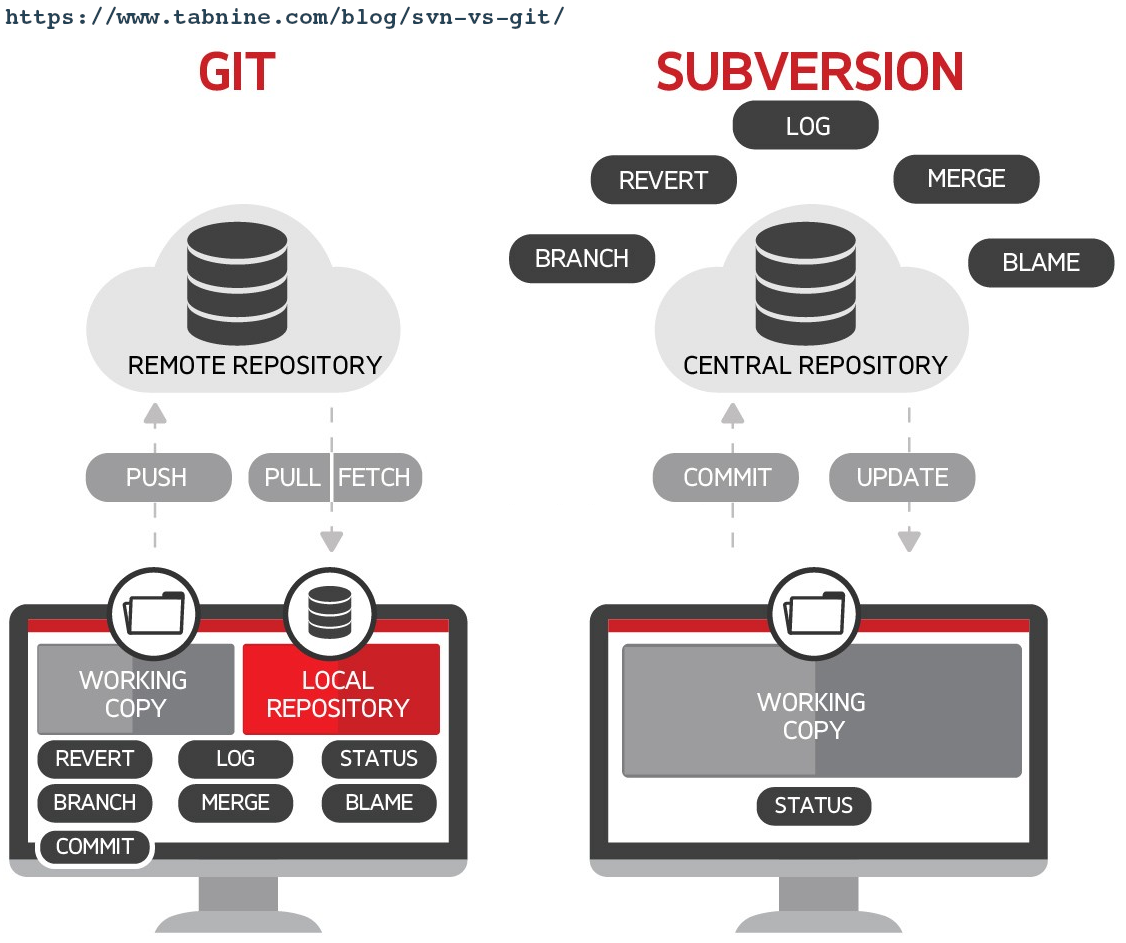 https://www.tabnine.com/blog/svn-vs-git/
GIT
REMOTE REPOSITORY
PUSH
PULL FETCH
WORKING
COPY
LOCAL
REPOSITORY
REVERT LOG STATUS
BRANCH MERGE BLAME
COMMIT
SUBVERSION
LOG
REVERT
MERGE
BRANCH
BLAME
CENTRAL REPOSITORY
COMMIT
UPDATE
WORKING
COPY
STATUS